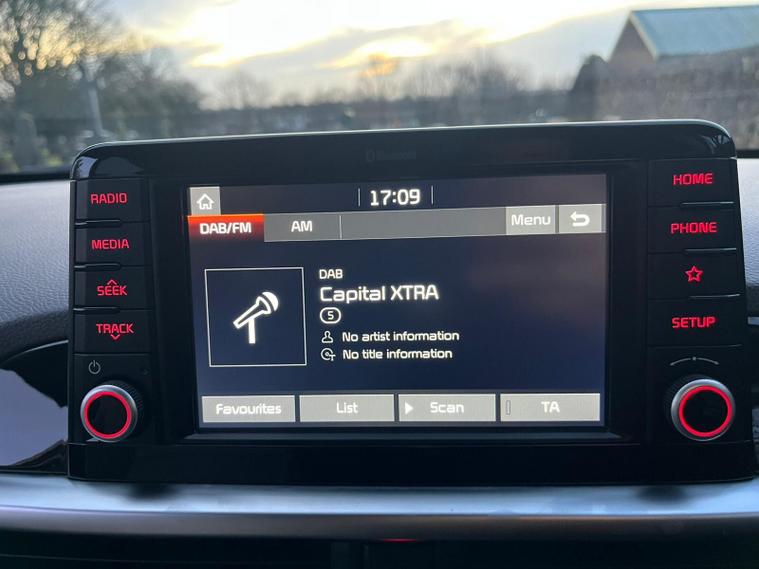 Bluetooth
RADIO
MEDIA
SEEK
TRACK
17:09
DAB/FM
AM
Menu
DAB
Capital XTRA
5
No artist information
No title information
Favourites
List
Scan
TA
HOME
PHONE
SETUP